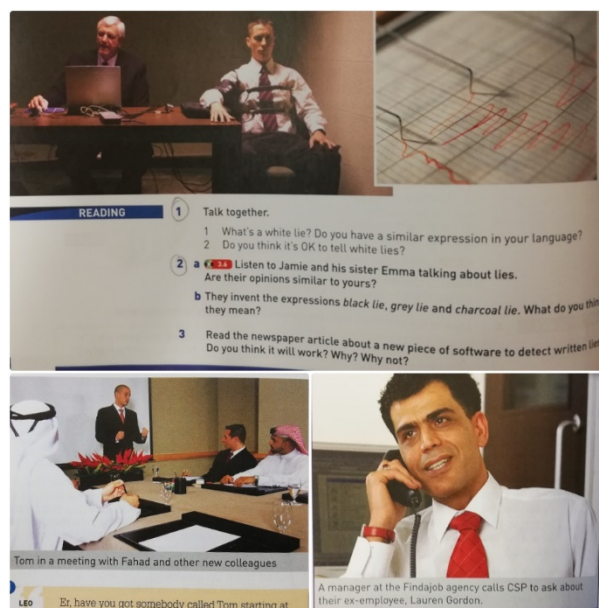 READING
1 Talk together.
1 What's a white lie? Do you have a similar expression in your language?
2 Do you think it's OK to tell white lies?
2 a 3.6 Listen to Jamie and his sister Emma talking about lies.
Are their opinions similar to yours?
b They invent the expressions black lie, grey lie and charcoal lie. What do you thin
they mean?
3 Read the newspaper article about a new piece of software to detect written lie
Do you think it will work? Why? Why not?
Tom in a meeting with Fahad and other new colleagues
LEO Er, have you got somebody called Tom starting at
A manager at the Findajob agency calls CSP to ask about
their ex-employee, Lauren Gordon.